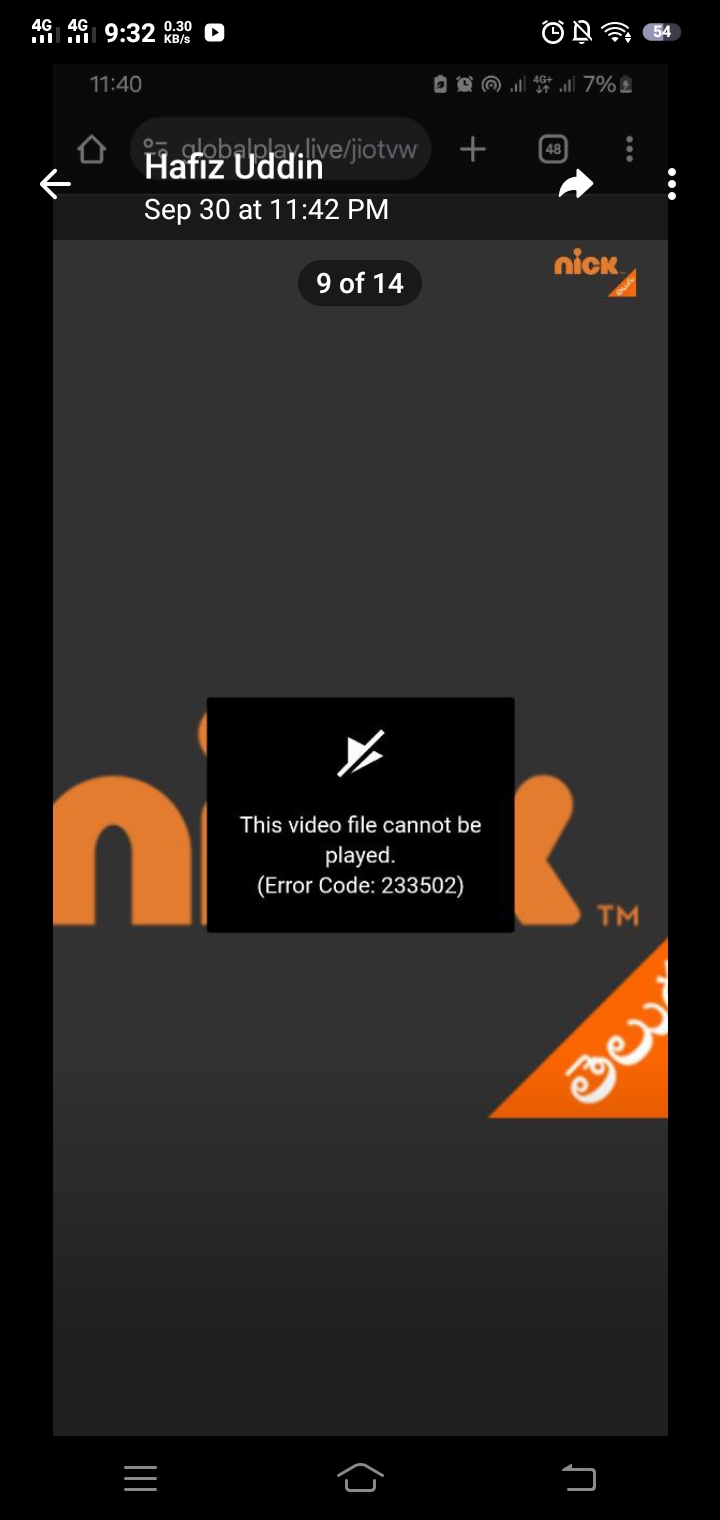 4G 4G 9:32 0.30 KB/s 54
11:40 4G+ 7%
globalplay.live/jiotvw 48
Hafiz Uddin
Sep 30 at 11:42 PM
9 of 14
nick
TM
తెలుగు
This video file cannot be
played.
(Error Code: 233502)